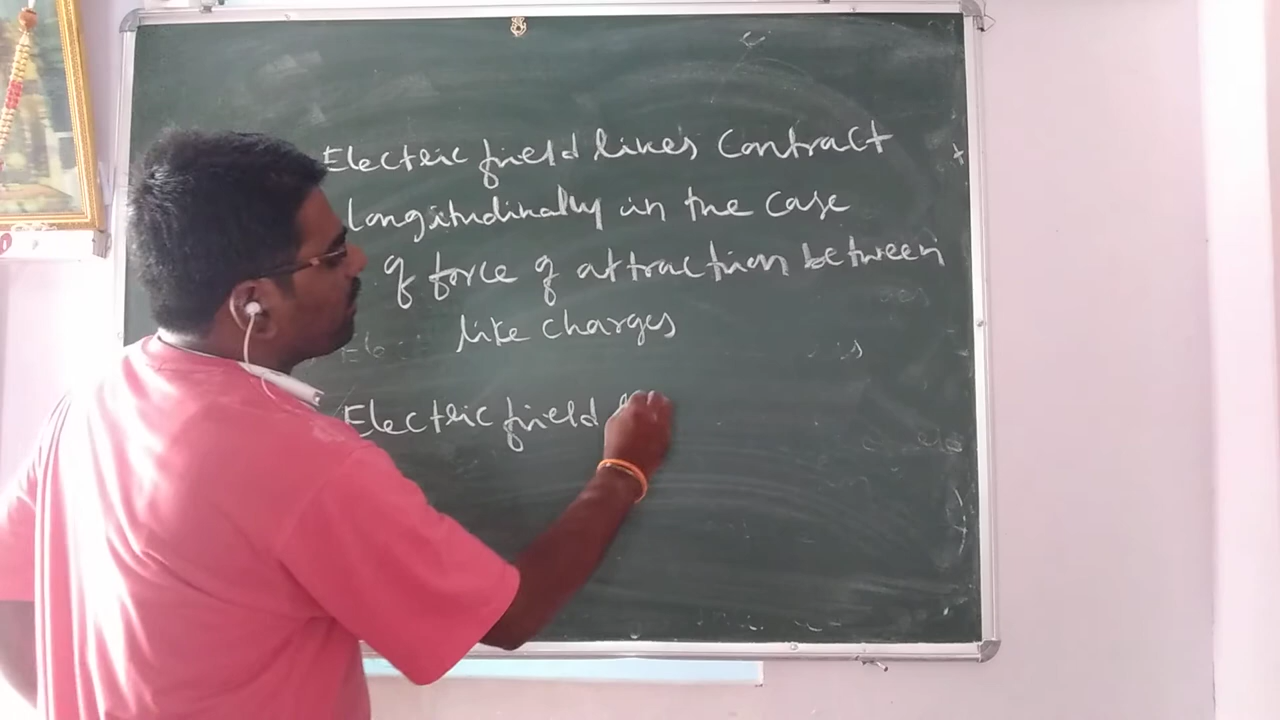 Electric field lines contract
longitudinally in the case
of force of attraction between
like charges
Electric field